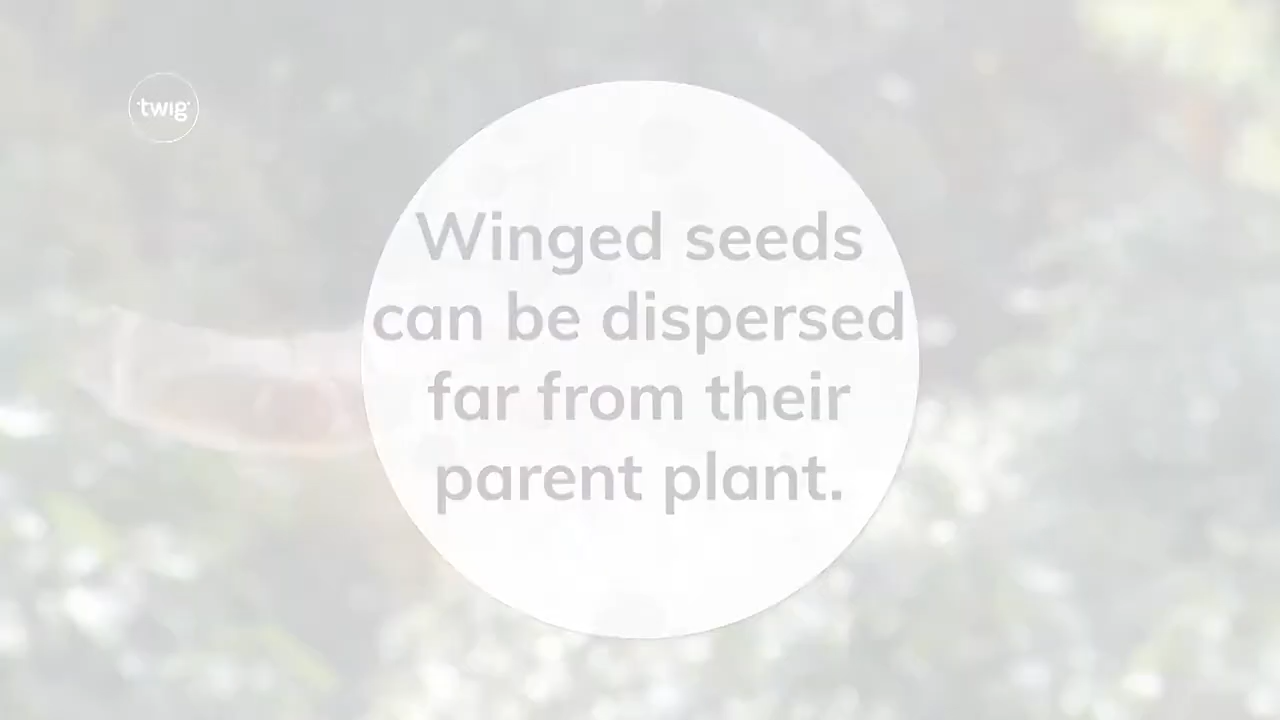 twig
Winged seeds
can be dispersed
far from their
parent plant.